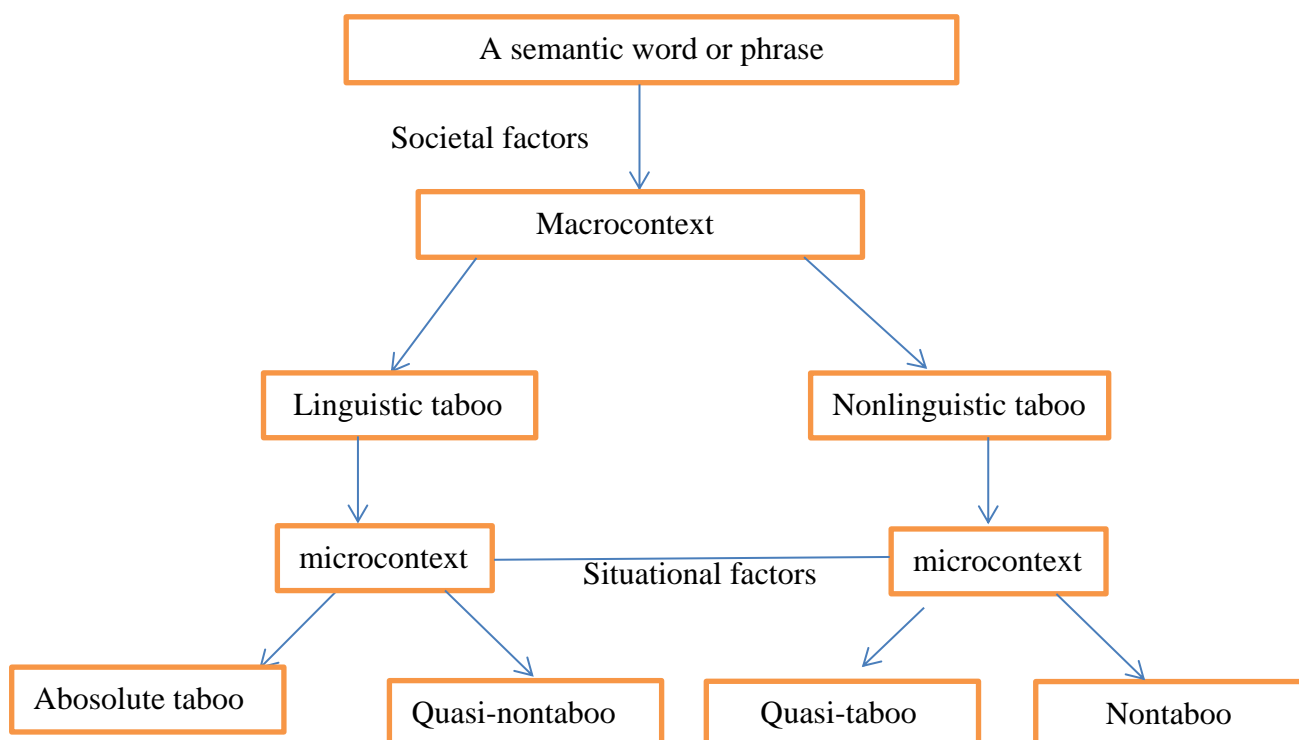 A semantic word or phrase
Societal factors
Macrocontext
Linguistic taboo
Nonlinguistic taboo
microcontext
Situational factors
microcontext
Abosolute taboo
Quasi-nontaboo
Quasi-taboo
Nontaboo